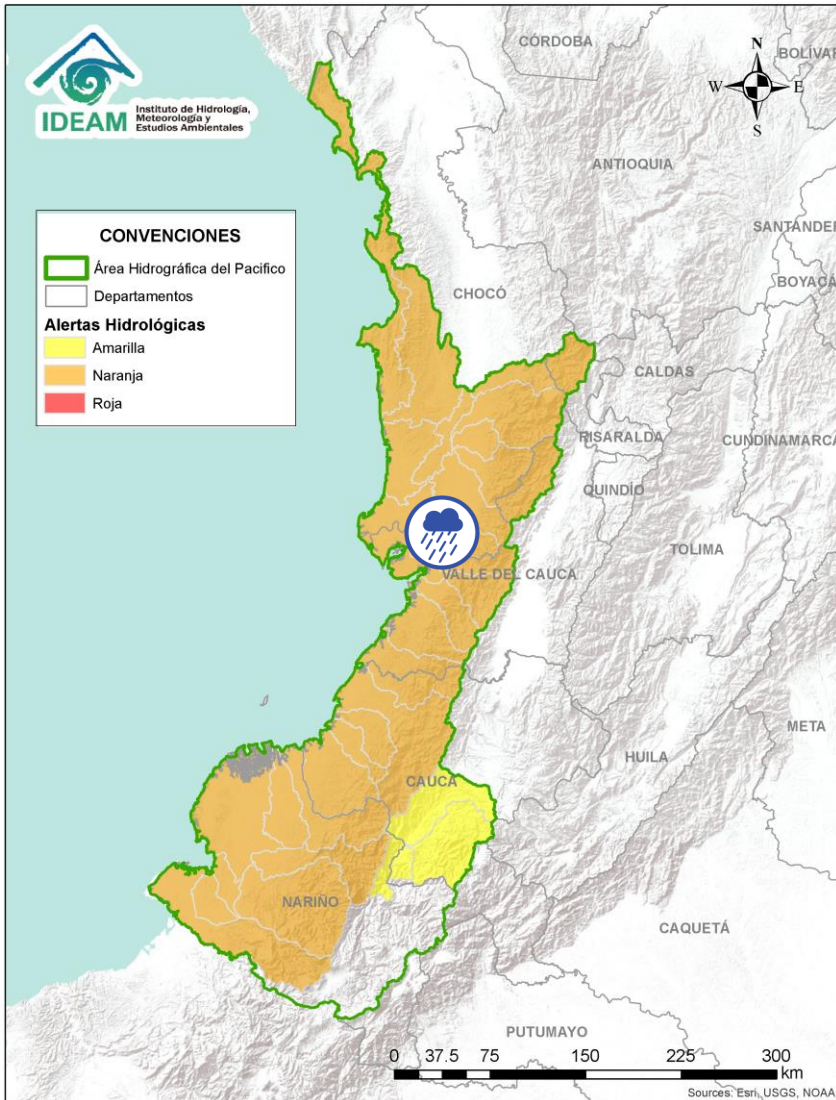 IDEAM
Instituto de Hidrología,
Meteorología y
Estudios Ambientales
CÓRDOBA
BOLÍVAR
N
W
E
S
ANTIOQUIA
SANTANDER
BOYACÁ
CONVENCIONES
Área Hidrográfica del Pacifico
Departamentos
Alertas Hidrológicas
Amarilla
Naranja
Roja
CHOCÓ
CALDAS
RISARALDA
CUNDINAMARCA
QUINDÍO
TOLIMA
VALLE DEL CAUCA
META
HUILA
CAUCA
NARIÑO
CAQUETÁ
PUTUMAYO
0 37.5 75 150 225 300
km
Sources: Esri, USGS, NOAA